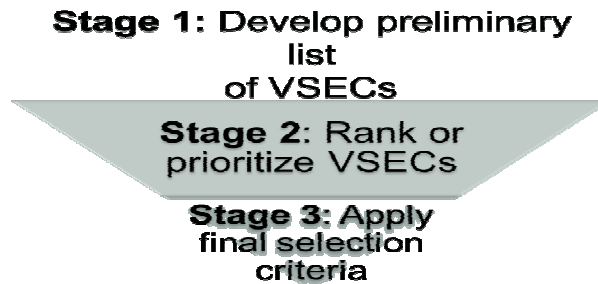 Stage 1: Develop preliminary
list
of VSECs
Stage 2: Rank or
prioritize VSECs
Stage 3: Apply
final selection
criteria